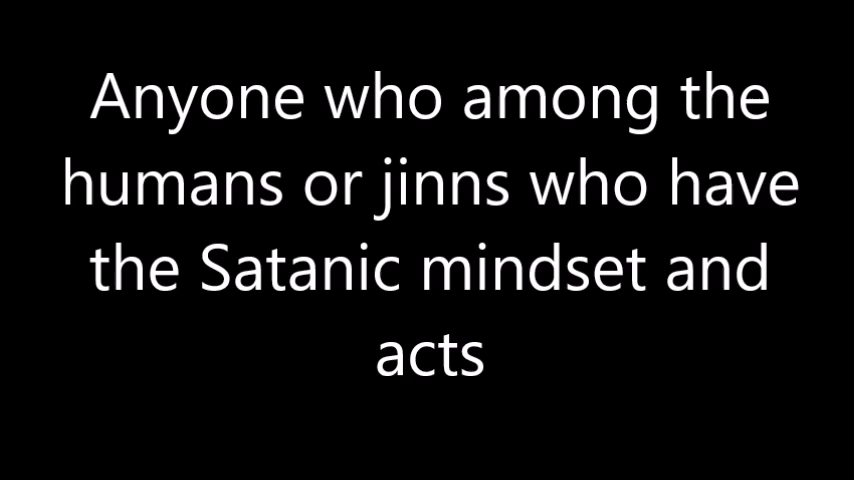 Anyone who among the
humans or jinns who have
the Satanic mindset and
acts